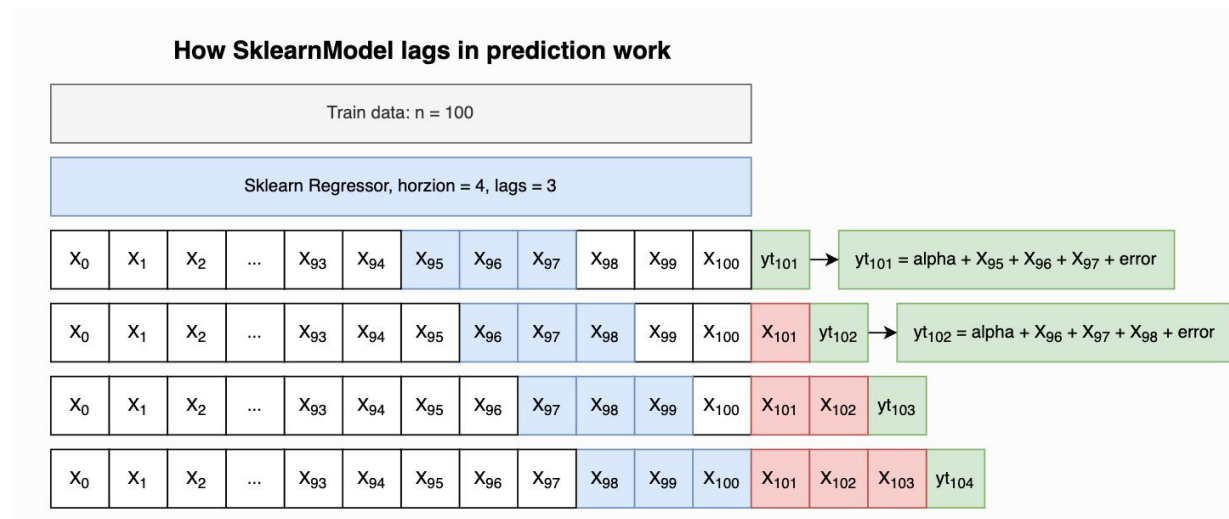 How SklearnModel lags in prediction work
Train data: n = 100
Sklearn Regressor, horzion = 4, lags = 3
X₀ X₁ X₂ ... X₉₃ X₉₄ X₉₅ X₉₆ X₉₇ X₉₈ X₉₉ X₁₀₀ yt₁₀₁ yt₁₀₁ = alpha + X₉₅ + X₉₆ + X₉₇ + error
X₀ X₁ X₂ ... X₉₃ X₉₄ X₉₅ X₉₆ X₉₇ X₉₈ X₉₉ X₁₀₀ X₁₀₁ yt₁₀₂ yt₁₀₂ = alpha + X₉₆ + X₉₇ + X₉₈ + error
X₀ X₁ X₂ ... X₉₃ X₉₄ X₉₅ X₉₆ X₉₇ X₉₈ X₉₉ X₁₀₀ X₁₀₁ X₁₀₂ yt₁₀₃
X₀ X₁ X₂ ... X₉₃ X₉₄ X₉₅ X₉₆ X₉₇ X₉₈ X₉₉ X₁₀₀ X₁₀₁ X₁₀₂ X₁₀₃ yt₁₀₄